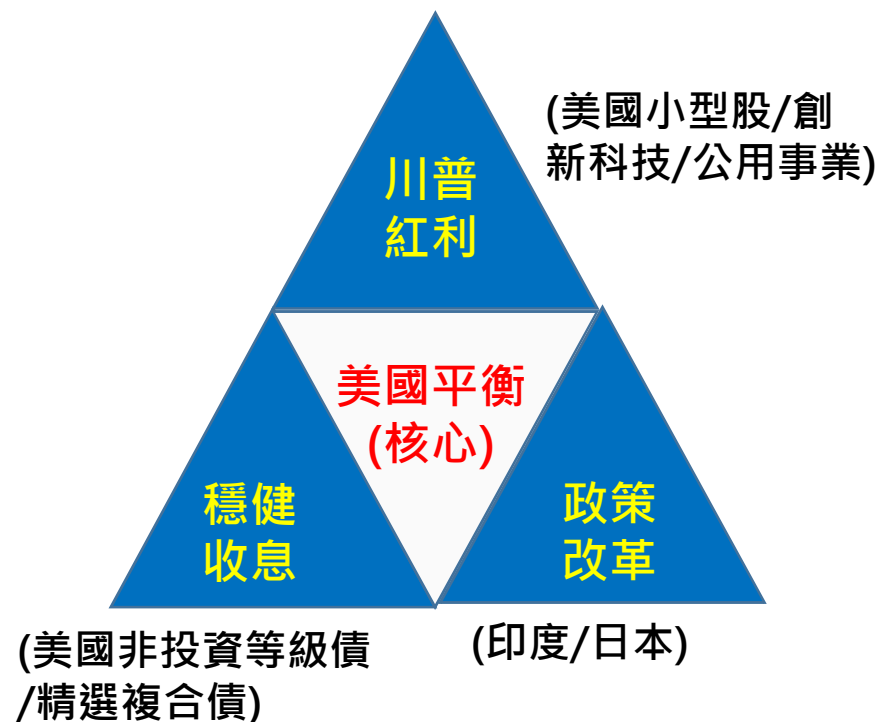 川普
紅利
(美國小型股/創
新科技/公用事業)
美國平衡
(核心)
穩健
收息
政策
改革
(美國非投資等級債
/精選複合債)
(印度/日本)